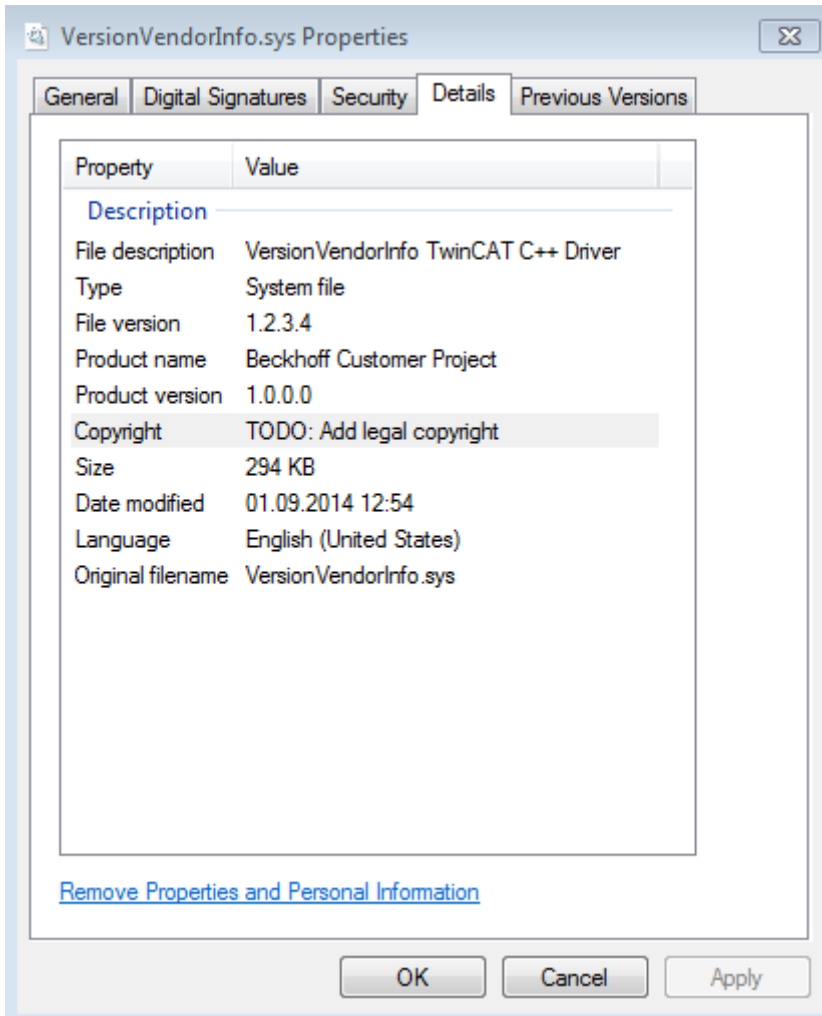 VersionVendorInfo.sys Properties
General Digital Signatures Security Details Previous Versions
Property Value
Description
File description VersionVendorInfo TwinCAT C++ Driver
Type System file
File version 1.2.3.4
Product name Beckhoff Customer Project
Product version 1.0.0.0
Copyright TODO: Add legal copyright
Size 294 KB
Date modified 01.09.2014 12:54
Language English (United States)
Original filename VersionVendorInfo.sys
Remove Properties and Personal Information
OK Cancel Apply